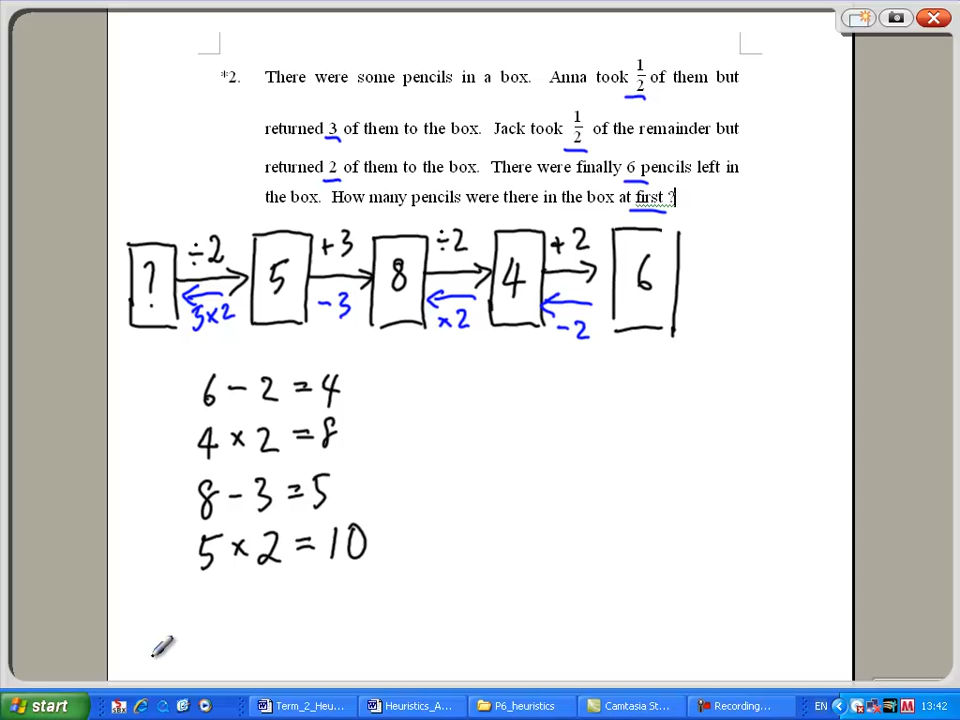 *2. There were some pencils in a box. Anna took 1/2 of them but
returned 3 of them to the box. Jack took 1/2 of the remainder but
returned 2 of them to the box. There were finally 6 pencils left in
the box. How many pencils were there in the box at first ?
÷2 +3 ÷2 +2
? 5 8 4 6
×2 -3 ×2 -2
6 - 2 = 4
4 × 2 = 8
8 - 3 = 5
5 × 2 = 10
start Term_2_Heu... Heuristics_A... P6_heuristics Camtasia St... Recording... EN 13:42